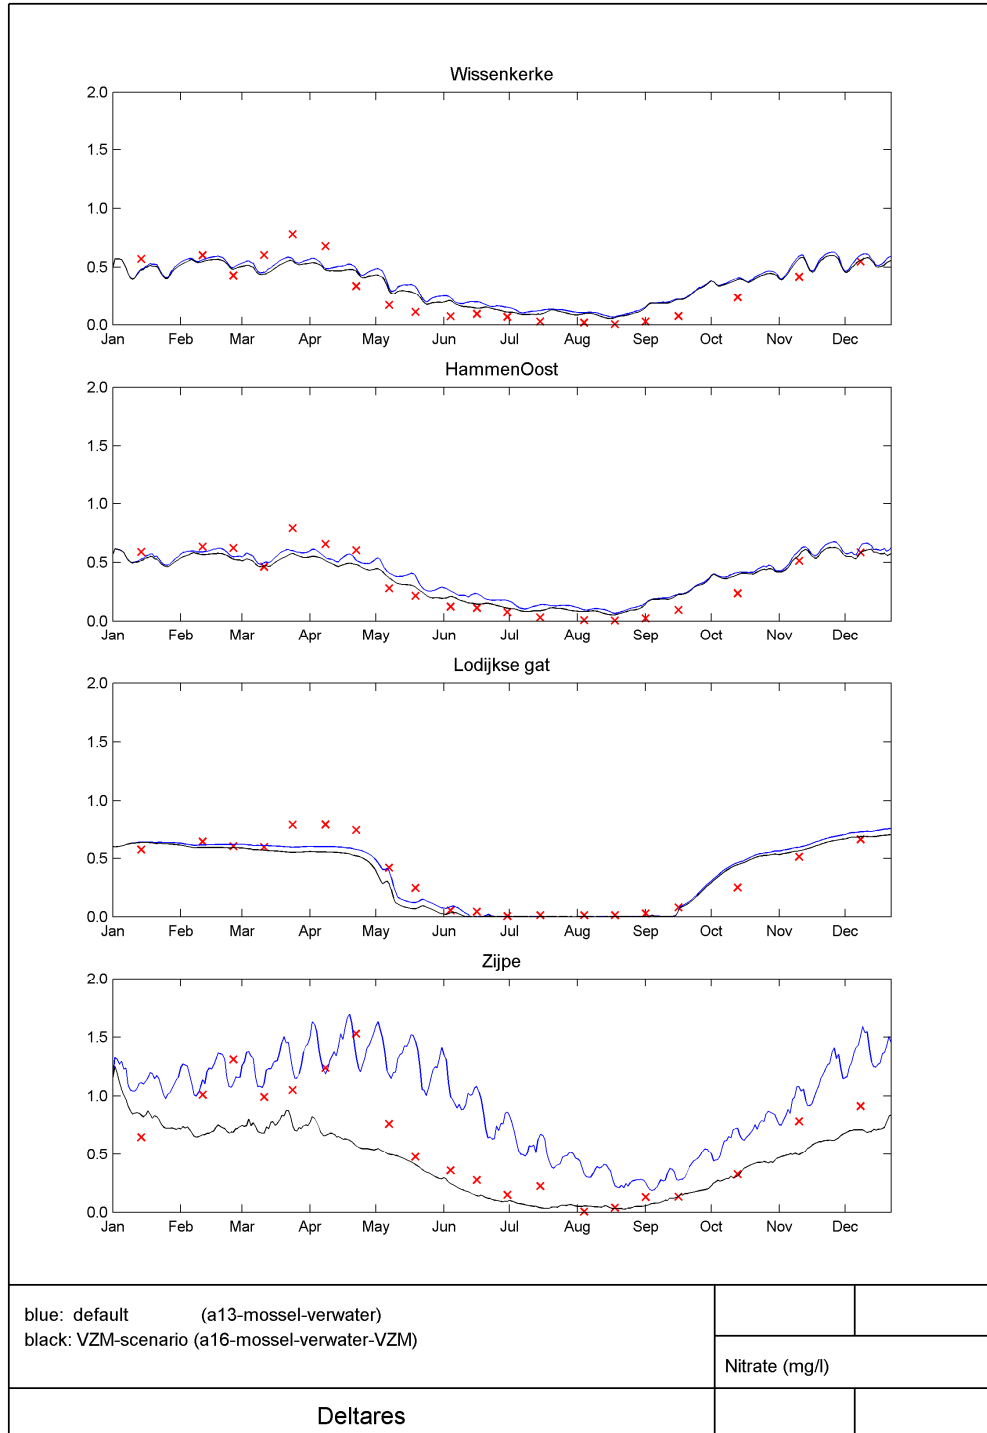 Wissenkerke
2.0
1.5
1.0
0.5
0.0
Jan Feb Mar Apr May Jun Jul Aug Sep Oct Nov Dec
HammenOost
2.0
1.5
1.0
0.5
0.0
Jan Feb Mar Apr May Jun Jul Aug Sep Oct Nov Dec
Lodijkse gat
2.0
1.5
1.0
0.5
0.0
Jan Feb Mar Apr May Jun Jul Aug Sep Oct Nov Dec
Zijpe
2.0
1.5
1.0
0.5
0.0
Jan Feb Mar Apr May Jun Jul Aug Sep Oct Nov Dec
blue: default (a13-mossel-verwater)
black: VZM-scenario (a16-mossel-verwater-VZM)
Nitrate (mg/l)
Deltares